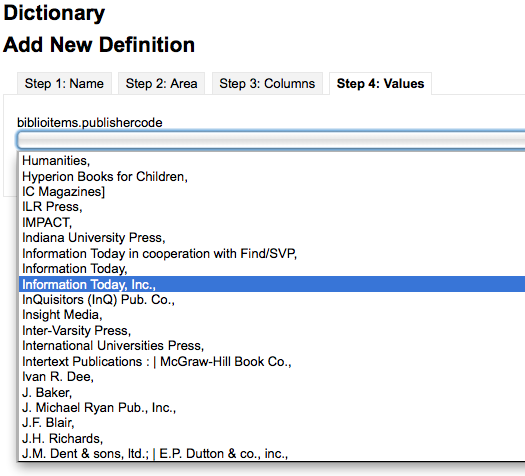 Dictionary
Add New Definition
Step 1: Name Step 2: Area Step 3: Columns Step 4: Values
biblioitems.publishercode
Humanities,
Hyperion Books for Children,
IC Magazines]
ILR Press,
IMPACT,
Indiana University Press,
Information Today in cooperation with Find/SVP,
Information Today,
Information Today, Inc.,
InQuisitors (InQ) Pub. Co.,
Insight Media,
Inter-Varsity Press,
International Universities Press,
Intertext Publications : | McGraw-Hill Book Co.,
Ivan R. Dee,
J. Baker,
J. Michael Ryan Pub., Inc.,
J.F. Blair,
J.H. Richards,
J.M. Dent & sons, ltd.; | E.P. Dutton & co., inc.,